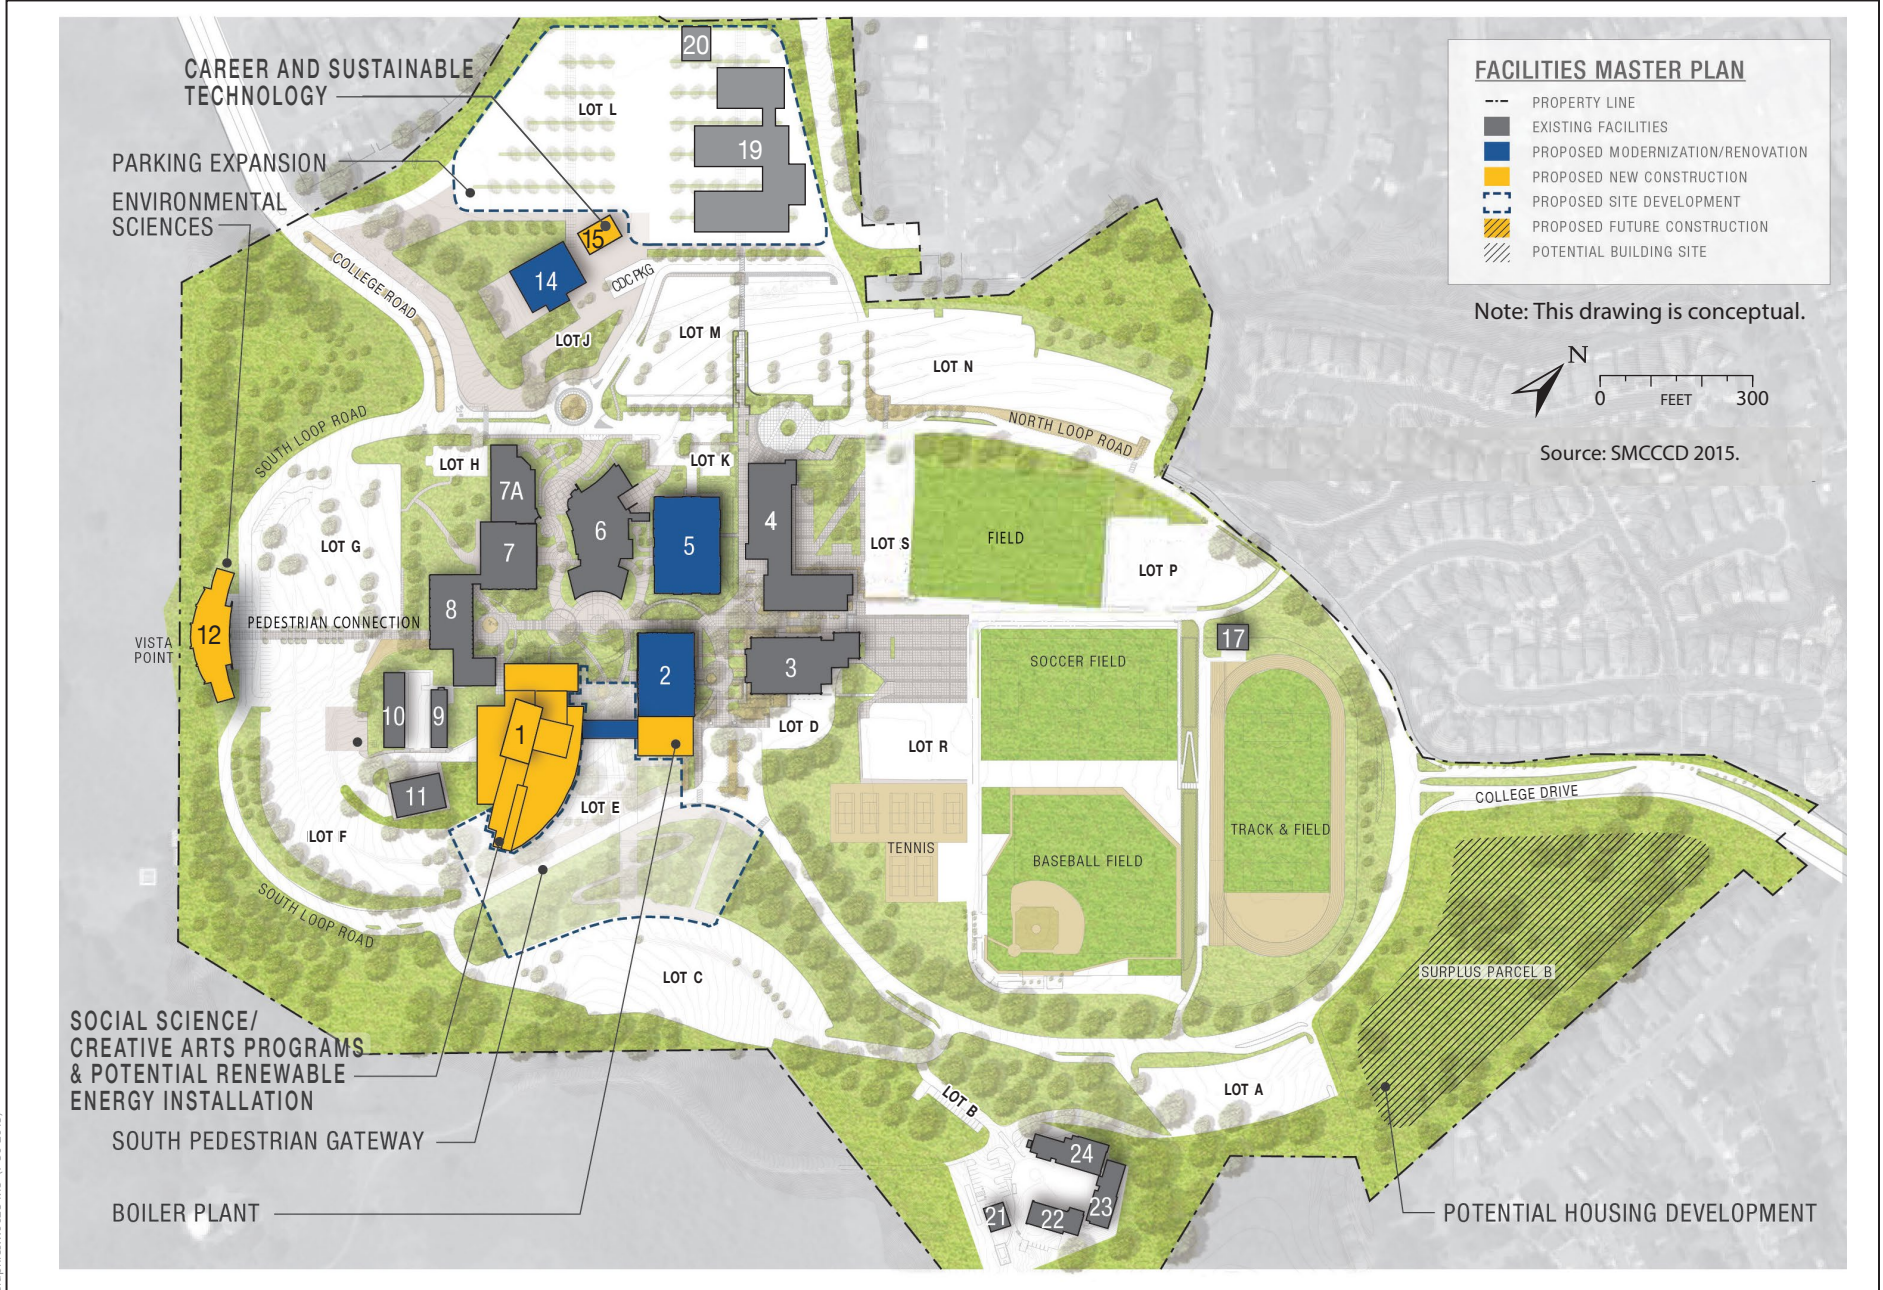 CAREER AND SUSTAINABLE
TECHNOLOGY
PARKING EXPANSION
ENVIRONMENTAL
SCIENCES
20
LOT L
19
15
14
CDC PKG
COLLEGE ROAD
LOT J
LOT M
LOT N
NORTH LOOP ROAD
SOUTH LOOP ROAD
LOT H
LOT K
7A
7
6
5
4
LOT G
LOT S
FIELD
LOT P
8
12
PEDESTRIAN CONNECTION
VISTA
POINT
17
2
3
SOCCER FIELD
10
9
1
LOT D
LOT R
11
LOT E
LOT F
TENNIS
BASEBALL FIELD
TRACK & FIELD
COLLEGE DRIVE
SOUTH LOOP ROAD
LOT C
SURPLUS PARCEL B
LOT A
LOT B
24
23
22
21
SOCIAL SCIENCE/
CREATIVE ARTS PROGRAMS
& POTENTIAL RENEWABLE
ENERGY INSTALLATION
SOUTH PEDESTRIAN GATEWAY
BOILER PLANT
POTENTIAL HOUSING DEVELOPMENT
FACILITIES MASTER PLAN
PROPERTY LINE
EXISTING FACILITIES
PROPOSED MODERNIZATION/RENOVATION
PROPOSED NEW CONSTRUCTION
PROPOSED SITE DEVELOPMENT
PROPOSED FUTURE CONSTRUCTION
POTENTIAL BUILDING SITE
Note: This drawing is conceptual.
N
0 FEET 300
Source: SMCCCD 2015.